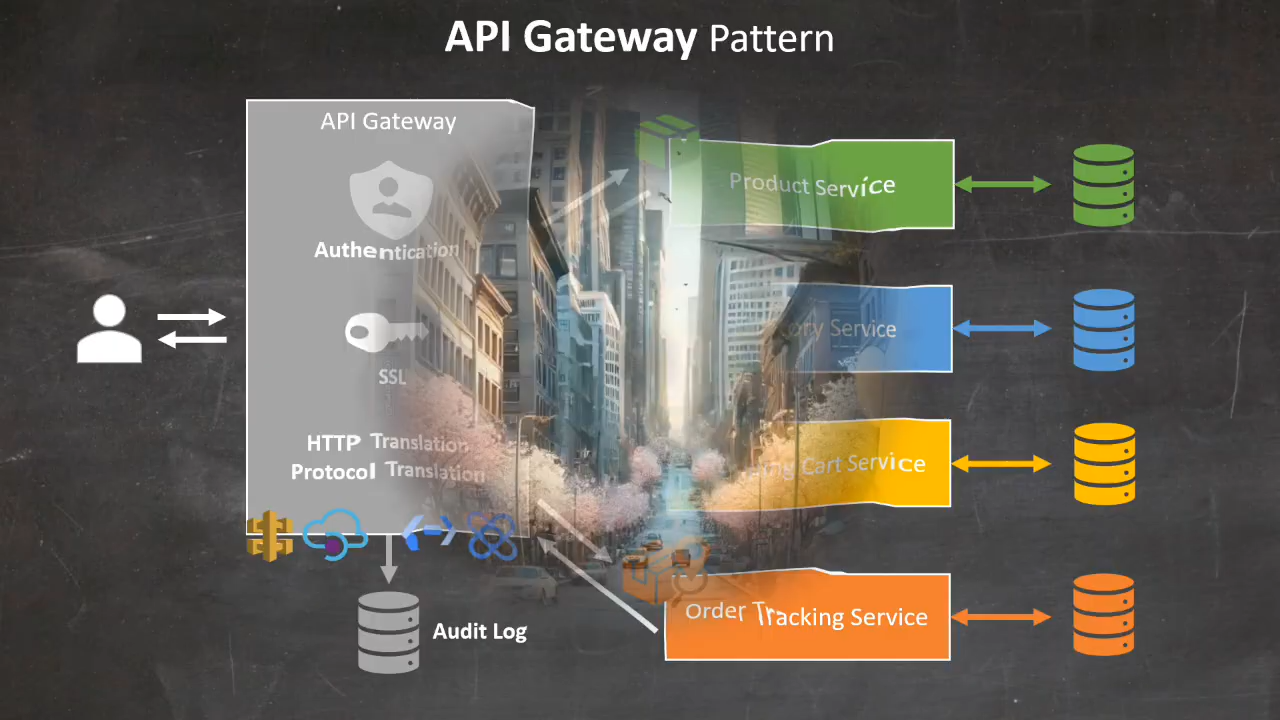 API Gateway Pattern
API Gateway
Authentication
SSL
HTTP Translation
Protocol Translation
Audit Log
Product Service
Service
Cart Service
Order Tracking Service